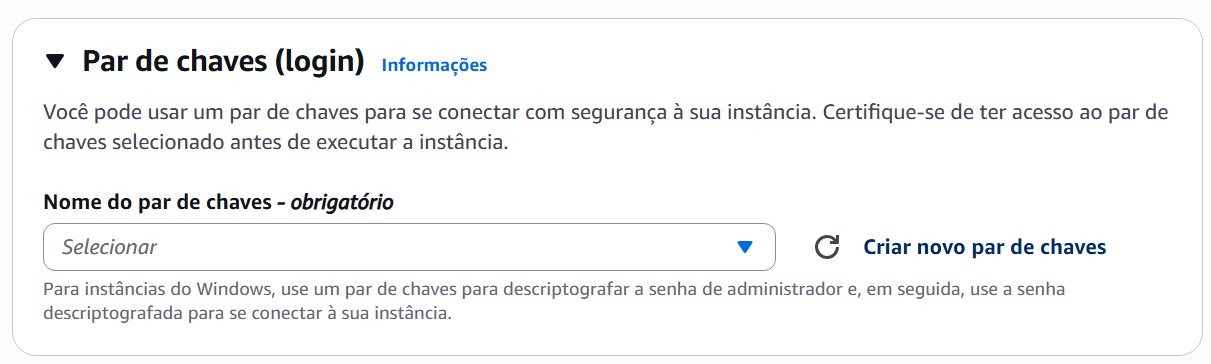 Par de chaves (login) Informações
Você pode usar um par de chaves para se conectar com segurança à sua instância. Certifique-se de ter acesso ao par de
chaves selecionado antes de executar a instância.
Nome do par de chaves - obrigatório
Selecionar
Criar novo par de chaves
Para instâncias do Windows, use um par de chaves para descriptografar a senha de administrador e, em seguida, use a senha
descriptografada para se conectar à sua instância.